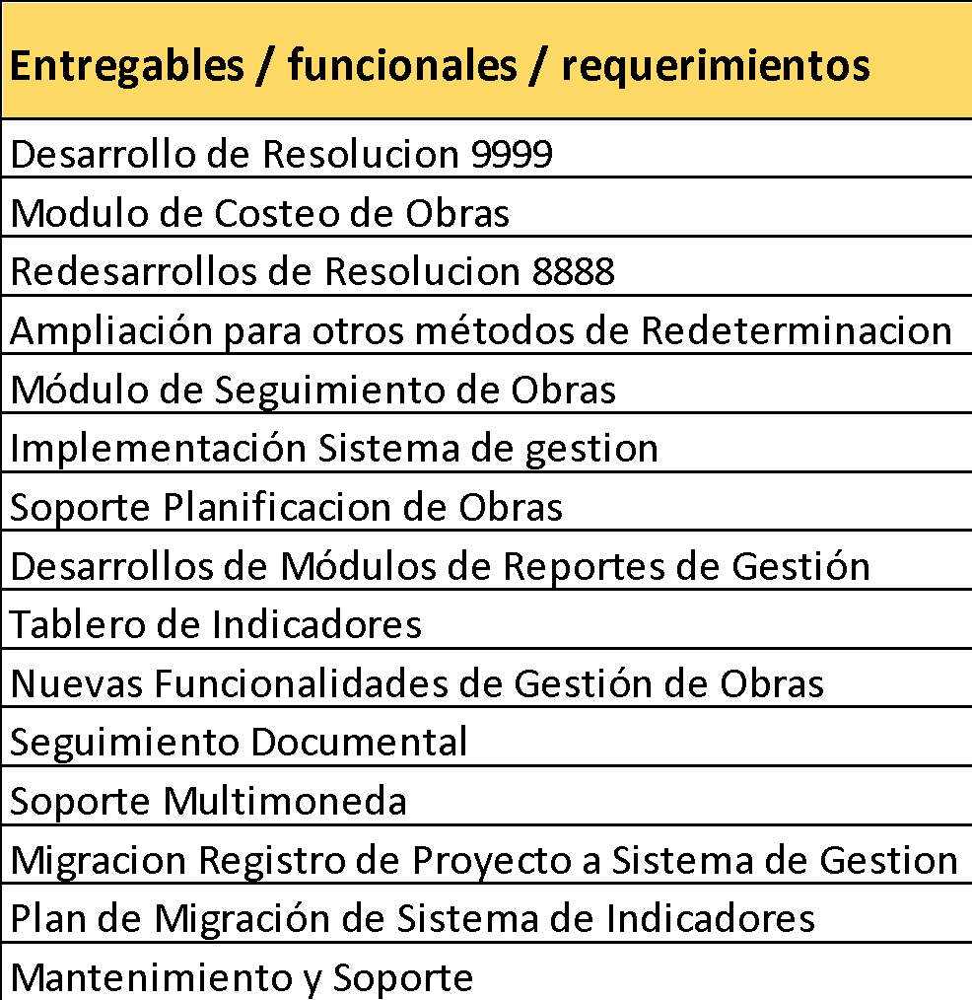 Entregables / funcionales / requerimientos
Desarrollo de Resolucion 9999
Modulo de Costeo de Obras
Redesarrollos de Resolucion 8888
Ampliación para otros métodos de Redeterminacion
Módulo de Seguimiento de Obras
Implementación Sistema de gestion
Soporte Planificacion de Obras
Desarrollos de Módulos de Reportes de Gestión
Tablero de Indicadores
Nuevas Funcionalidades de Gestión de Obras
Seguimiento Documental
Soporte Multimoneda
Migracion Registro de Proyecto a Sistema de Gestion
Plan de Migración de Sistema de Indicadores
Mantenimiento y Soporte